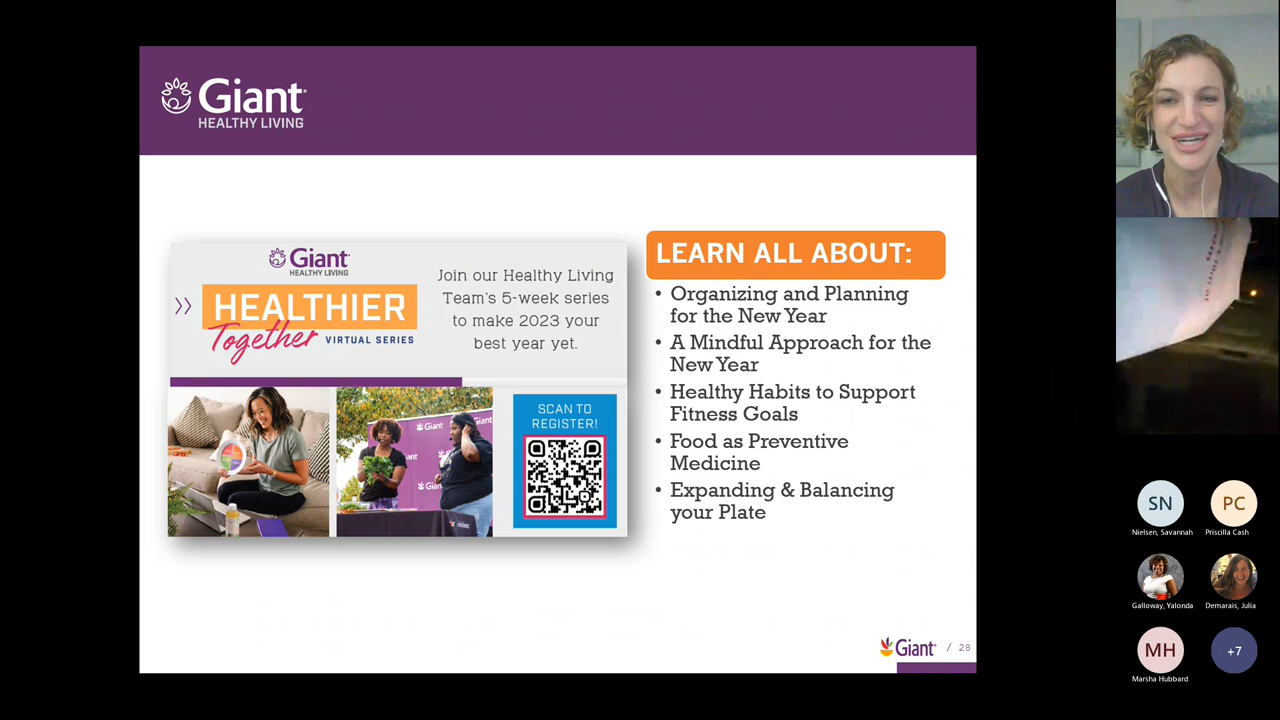 Giant
HEALTHY LIVING
Giant
HEALTHY LIVING
HEALTHIER
Together VIRTUAL SERIES
Join our Healthy Living
Team's 5-week series
to make 2023 your
best year yet.
SCAN TO
REGISTER!
Giant
Giant
Giant
LEARN ALL ABOUT:
• Organizing and Planning
for the New Year
• A Mindful Approach for the
New Year
• Healthy Habits to Support
Fitness Goals
• Food as Preventive
Medicine
• Expanding & Balancing
your Plate
Giant / 28
SN
Nielsen, Savannah
PC
Priscilla Cash
Galloway, Yalonda
Demarais, Julia
MH
Marsha Hubbard
+7